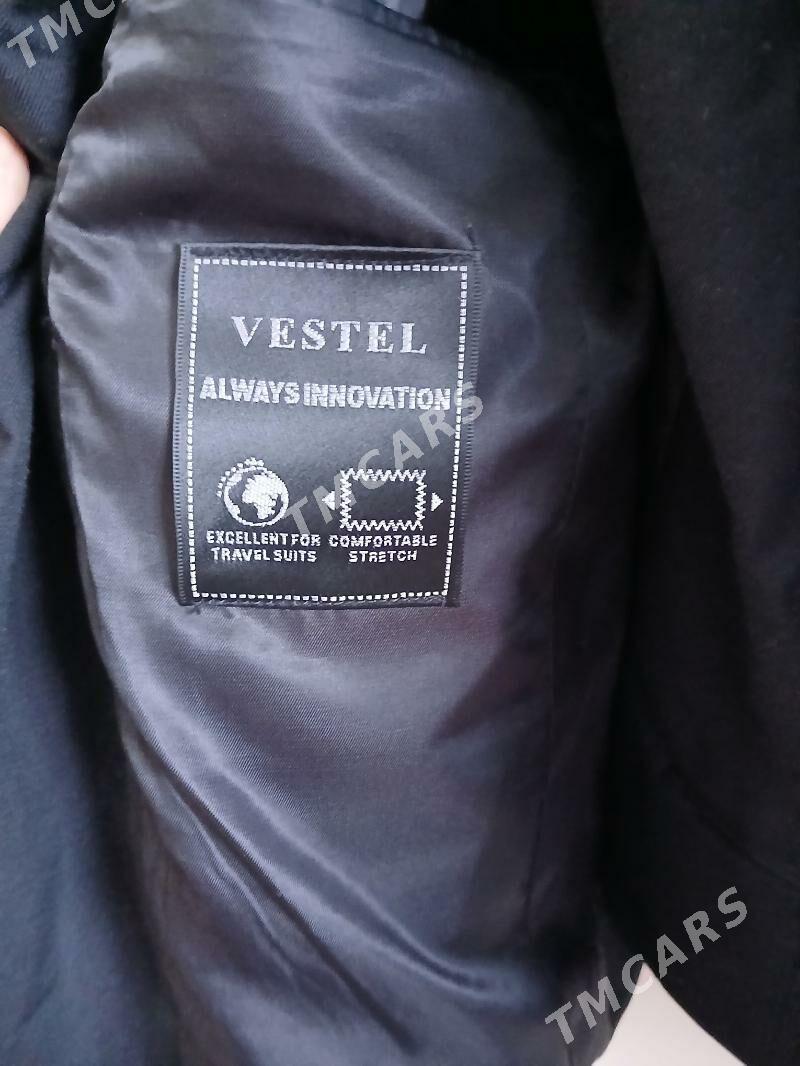 TMCARS
VESTEL
ALWAYS INNOVATION
TMCARS
EXCELLENT FOR
TRAVEL SUITS
COMFORTABLE
STRETCH
TMCARS